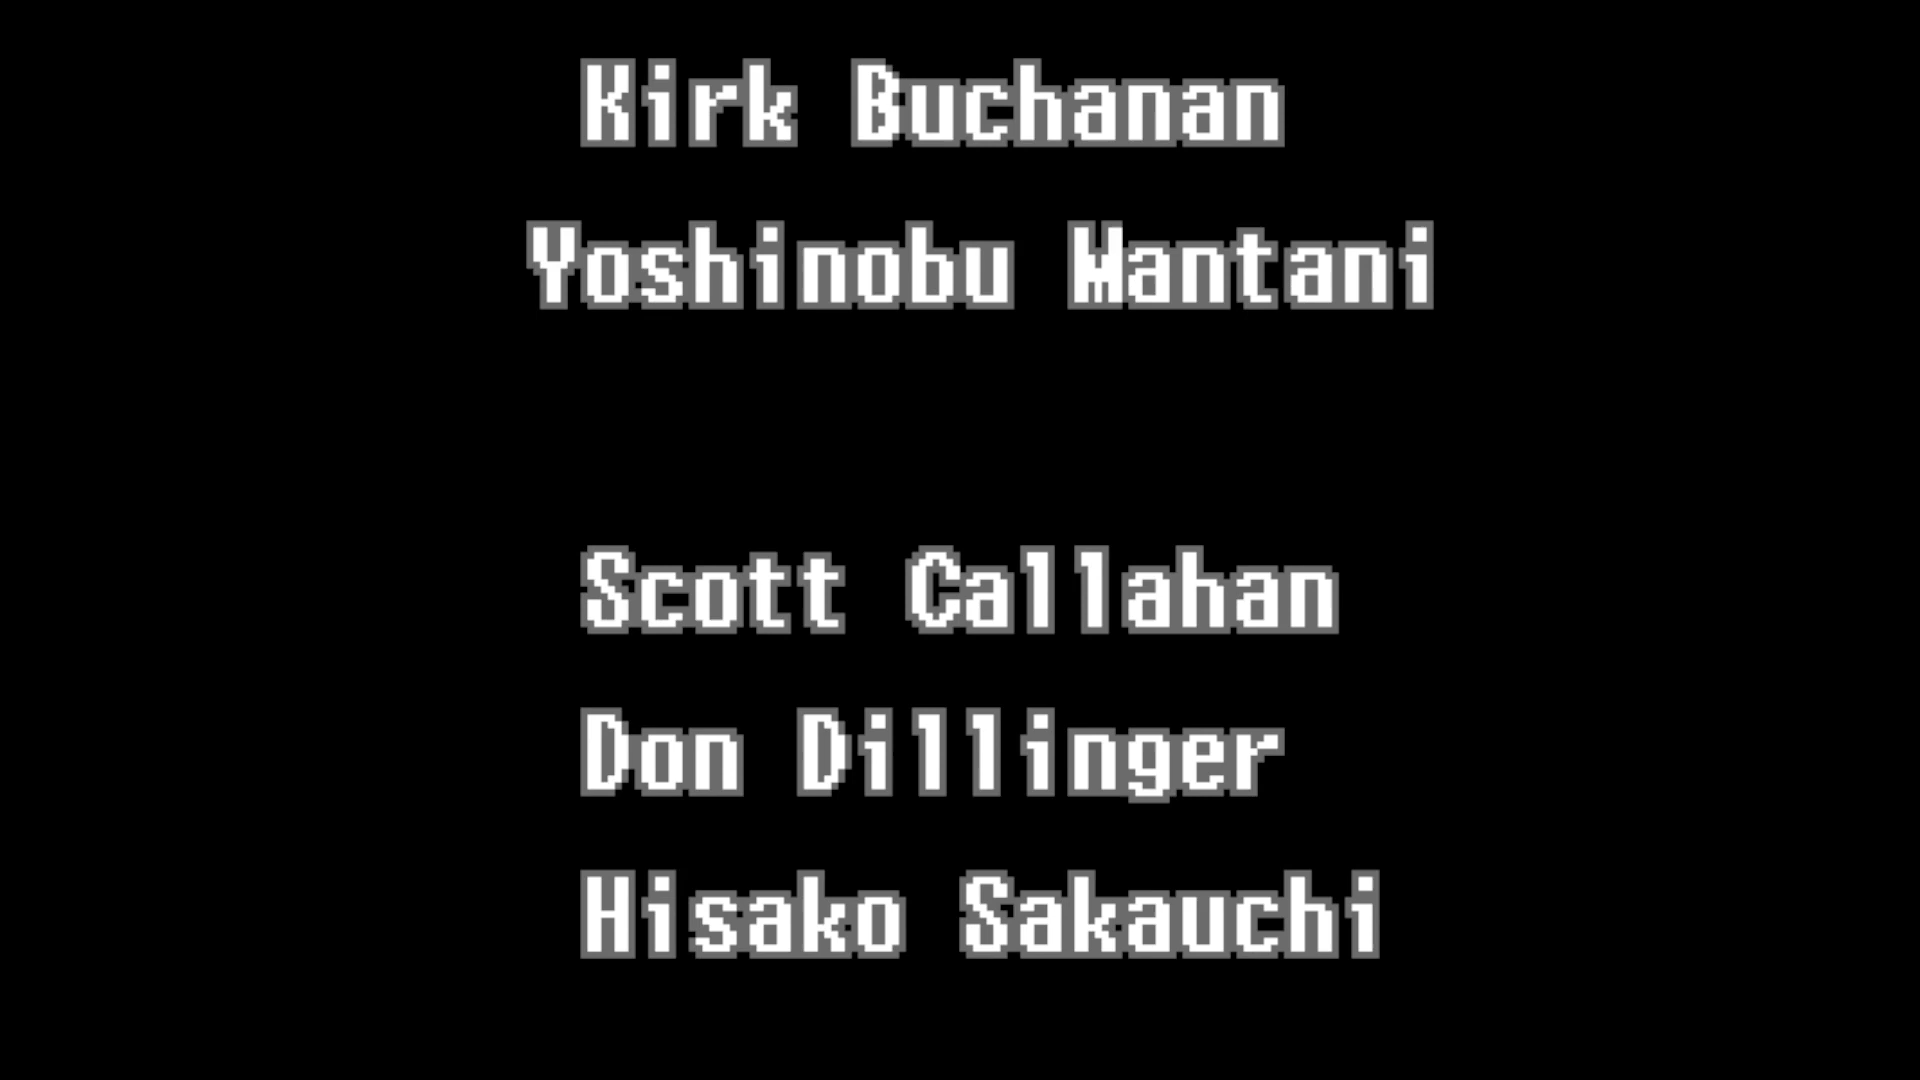 Kirk Buchanan
Yoshinobu Mantani
Scott Callahan
Don Dillinger
Hisako Sakauchi